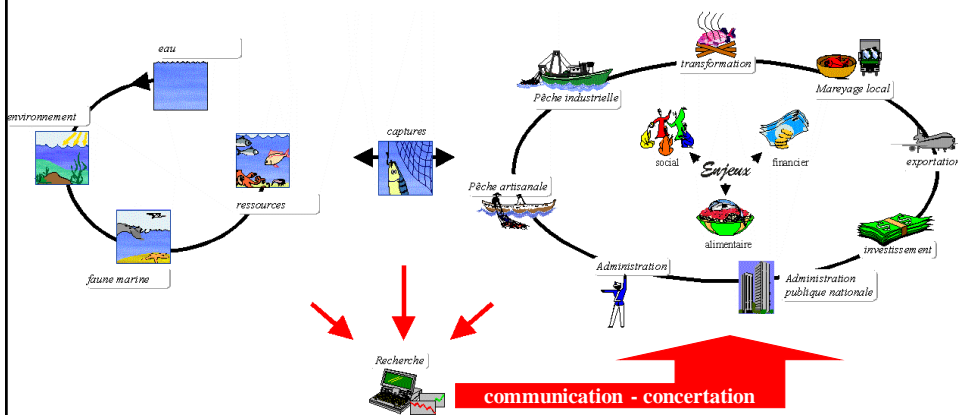 eau
environnement
ressources
faune marine
captures
Pêche industrielle
transformation
Mareyage local
social
Enjeux
financier
exportation
Pêche artisanale
alimentaire
investissement
Administration
Administration
publique nationale
Recherche
communication - concertation